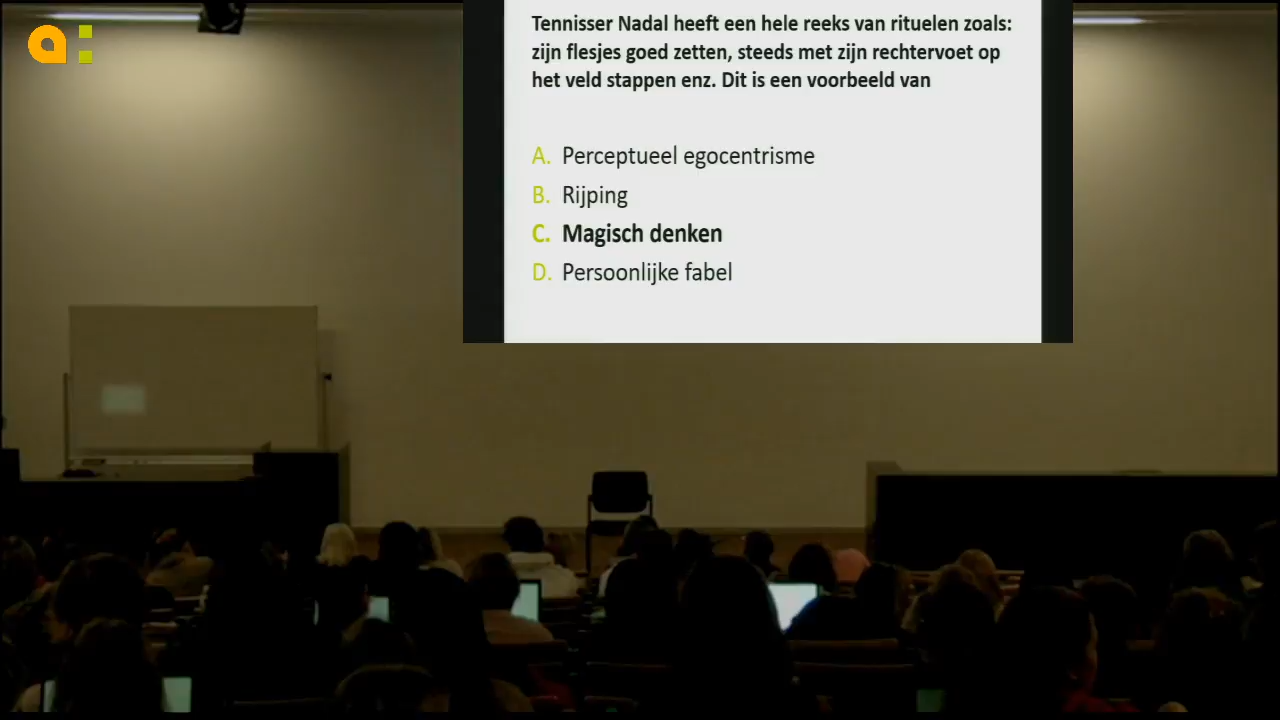 a:
Tennisser Nadal heeft een hele reeks van rituelen zoals:
zijn flesjes goed zetten, steeds met zijn rechtervoet op
het veld stappen enz. Dit is een voorbeeld van
A. Perceptueel egocentrisme
B. Rijping
C. Magisch denken
D. Persoonlijke fabel